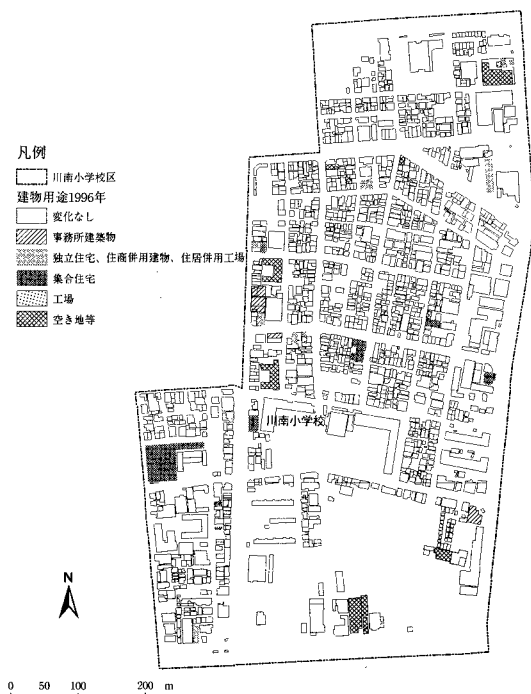 凡例
川南小学校区
建物用途1996年
変化なし
事務所建築物
独立住宅、住商併用建物、住居併用工場
集合住宅
工場
空き地等
川南小学校
N
0 50 100 200 m